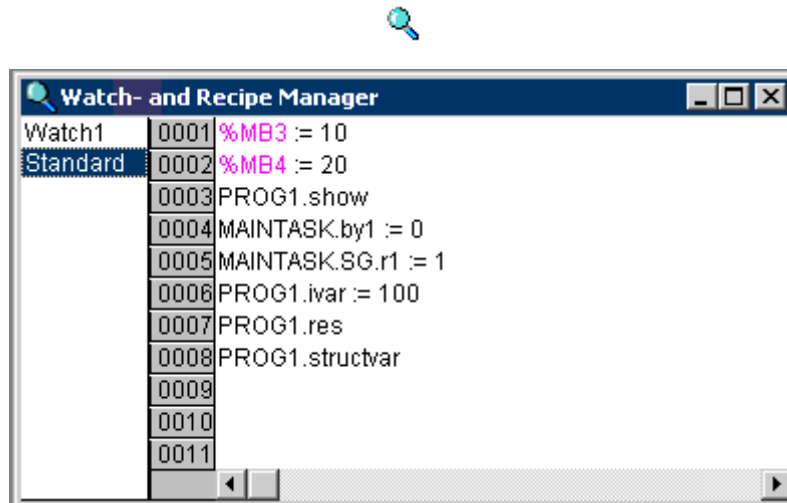 Watch- and Recipe Manager
Watch1
Standard
0001 %MB3 := 10
0002 %MB4 := 20
0003 PROG1.show
0004 MAINTASK.by1 := 0
0005 MAINTASK.SG.r1 := 1
0006 PROG1.ivar := 100
0007 PROG1.res
0008 PROG1.structvar
0009
0010
0011